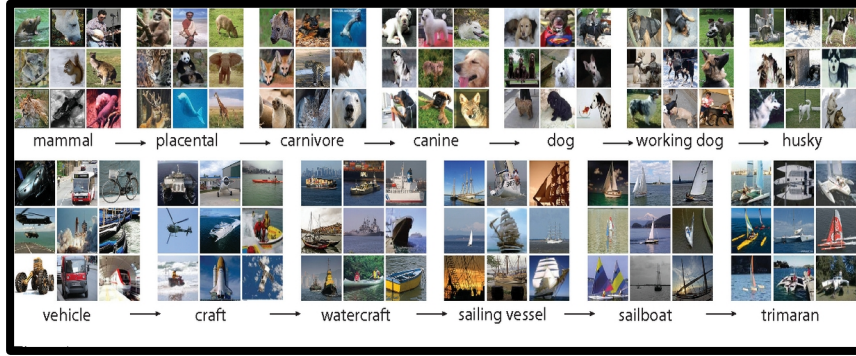 mammal placental carnivore canine dog working dog husky
vehicle craft watercraft sailing vessel sailboat trimaran